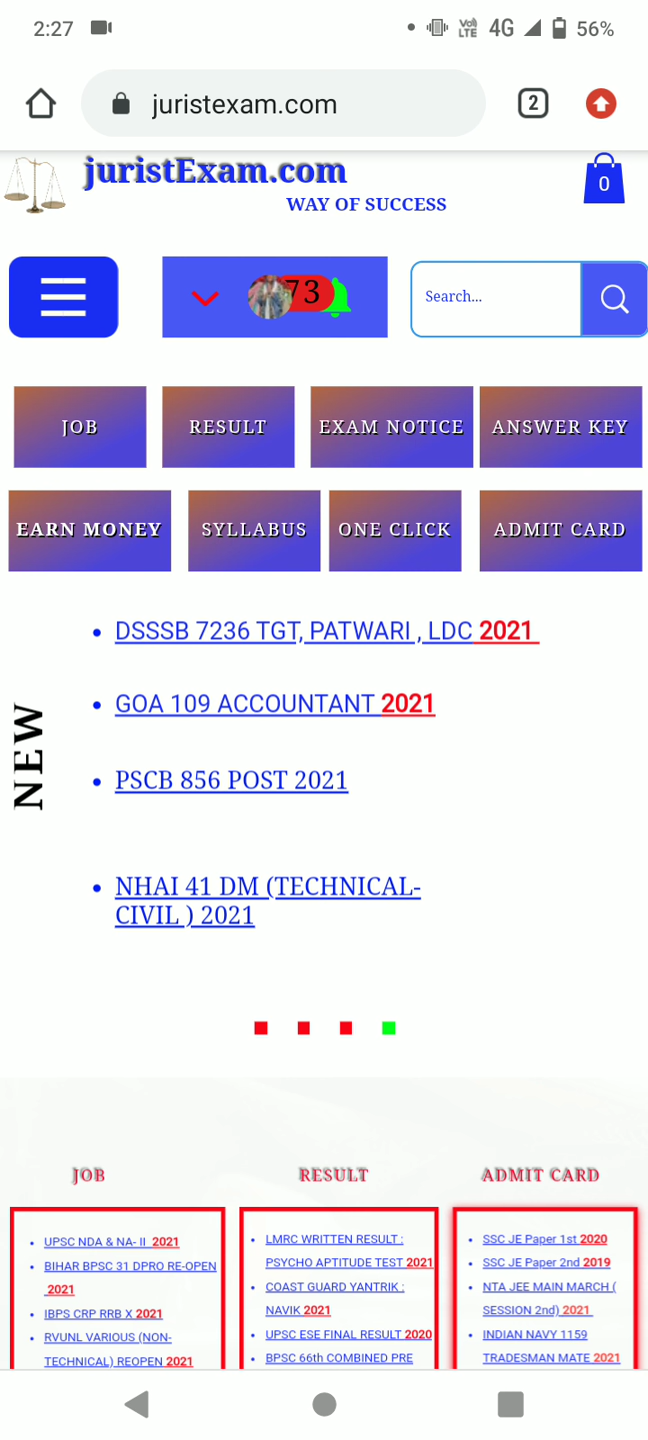 2:27
Vol LTE 4G 56%
juristexam.com
2
juristExam.com
WAY OF SUCCESS
0
73
Search...
JOB RESULT EXAM NOTICE ANSWER KEY
EARN MONEY SYLLABUS ONE CLICK ADMIT CARD
NEW
DSSSB 7236 TGT, PATWARI , LDC 2021
GOA 109 ACCOUNTANT 2021
PSCB 856 POST 2021
NHAI 41 DM (TECHNICAL-
CIVIL ) 2021
JOB
UPSC NDA & NA- II 2021
BIHAR BPSC 31 DPRO RE-OPEN
2021
IBPS CRP RRB X 2021
RVUNL VARIOUS (NON-
TECHNICAL) REOPEN 2021
RESULT
LMRC WRITTEN RESULT :
PSYCHO APTITUDE TEST 2021
COAST GUARD YANTRIK :
NAVIK 2021
UPSC ESE FINAL RESULT 2020
BPSC 66th COMBINED PRE
ADMIT CARD
SSC JE Paper 1st 2020
SSC JE Paper 2nd 2019
NTA JEE MAIN MARCH (
SESSION 2nd) 2021
INDIAN NAVY 1159
TRADESMAN MATE 2021